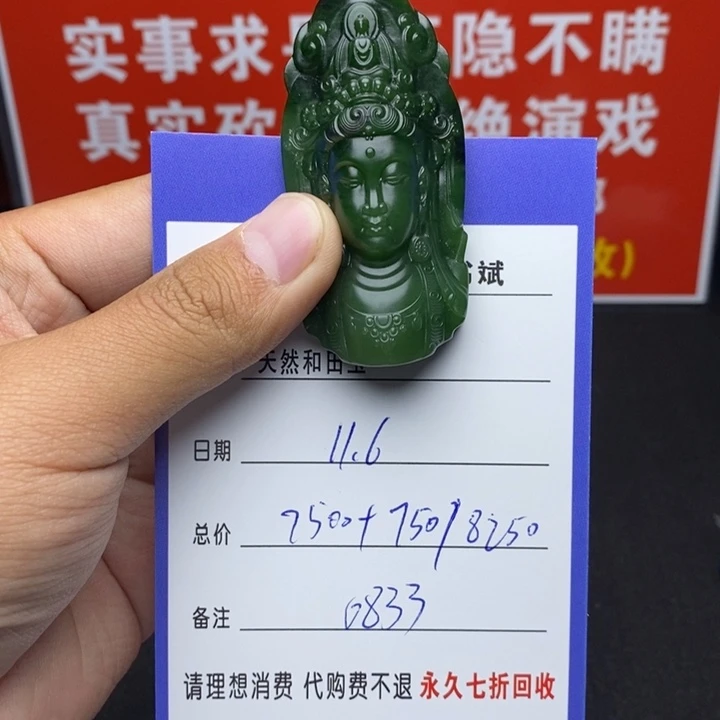 实事求 隐不瞒
真实砍 绝演戏
斌
天然和田玉
日期 11.6
总价 7500+750/8250
备注 0833
请理想消费 代购费不退 永久七折回收